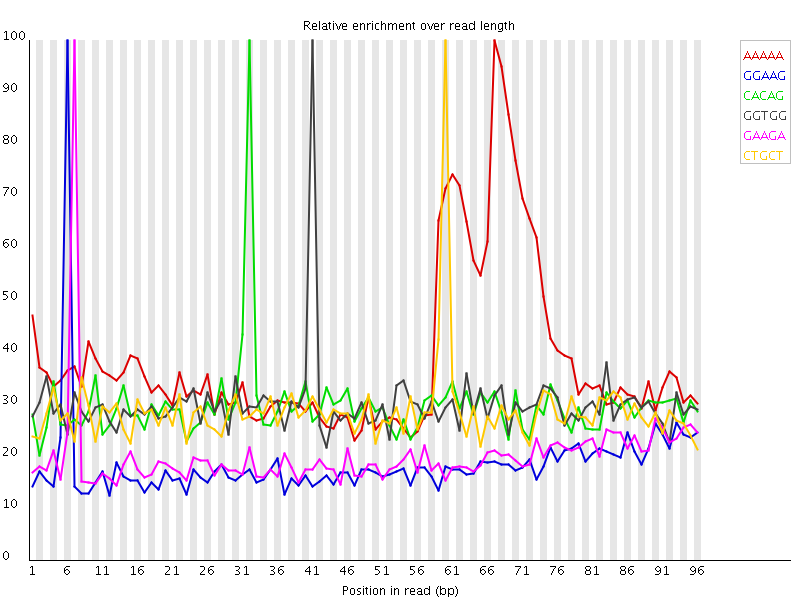 Relative enrichment over read length
100
90
80
70
60
50
40
30
20
10
0
AAAAA
GGAAG
CACAG
GGTGG
GAAGA
CTGCT
1 6 11 16 21 26 31 36 41 46 51 56 61 66 71 76 81 86 91 96
Position in read (bp)